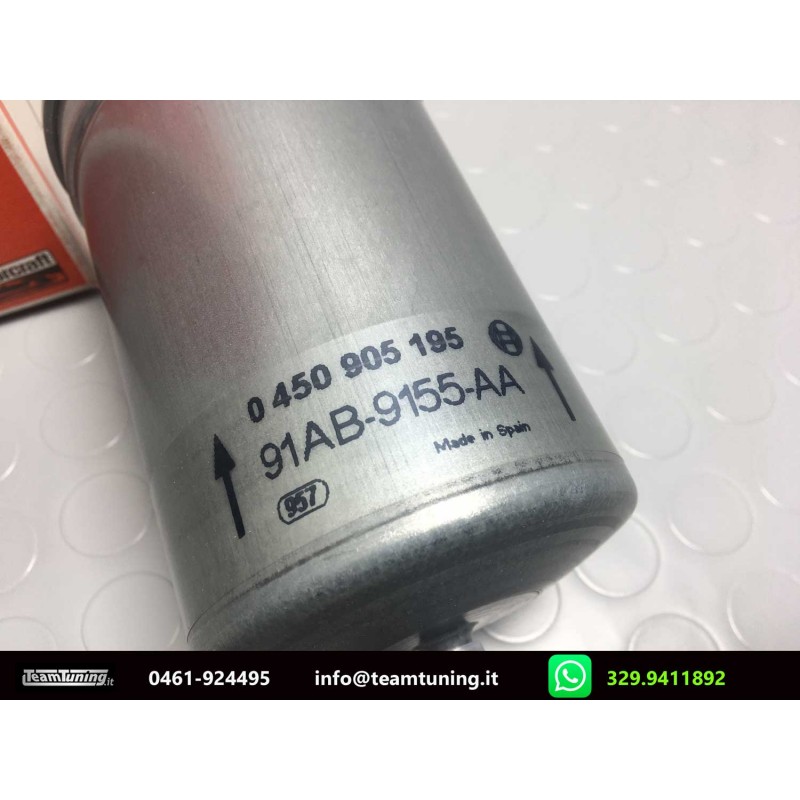 orcraft
0 450 905 195
91AB-9155-AA
Made in Spain
957
TeamTuning.it
0461-924495
info@teamtuning.it
329.9411892